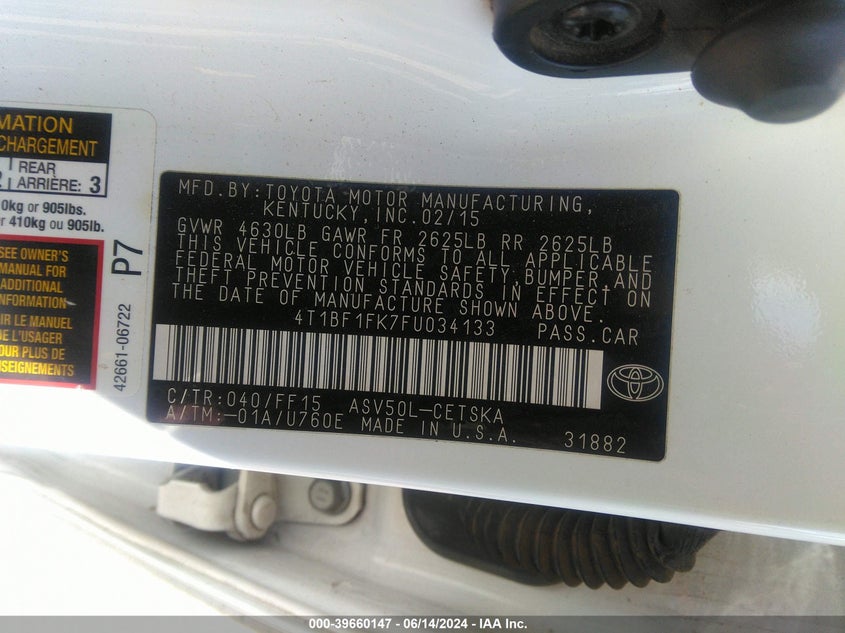 MATION
CHARGEMENT
REAR
ARRIÈRE: 3
0kg or 905lbs.
r 410kg ou 905lb.
SEE OWNER'S
MANUAL FOR
ADDITIONAL
INFORMATION
IR LE MANUEL
DE L'USAGER
OUR PLUS DE
SEIGNEMENTS
P7
42661-06722
MFD.BY:TOYOTA MOTOR MANUFACTURING,
KENTUCKY,INC.02/15
GVWR 4630LB GAWR FR 2625LB RR 2625LB
THIS VEHICLE CONFORMS TO ALL APPLICABLE
FEDERAL MOTOR VEHICLE SAFETY,BUMPER,AND
THEFT PREVENTION STANDARDS IN EFFECT ON
THE DATE OF MANUFACTURE SHOWN ABOVE.
4T1BF1FK7FU034133 PASS.CAR
C/TR:040/FF15 ASV50L-CETSKA
A/TM:-01A/U760E MADE IN U.S.A. 31882
000-39660147 - 06/14/2024 - IAA Inc.